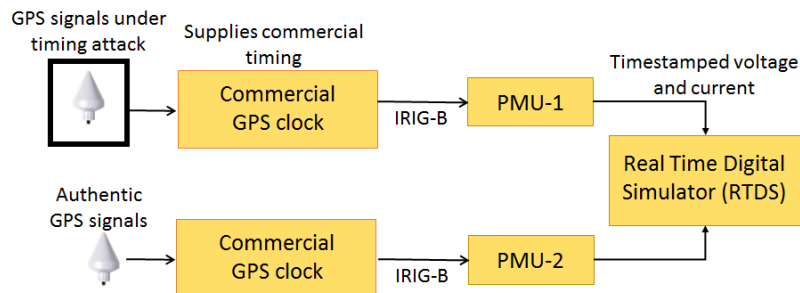 GPS signals under
timing attack
Supplies commercial
timing
Commercial
GPS clock
IRIG-B
PMU-1
Timestamped voltage
and current
Real Time Digital
Simulator (RTDS)
Authentic
GPS signals
Commercial
GPS clock
IRIG-B
PMU-2